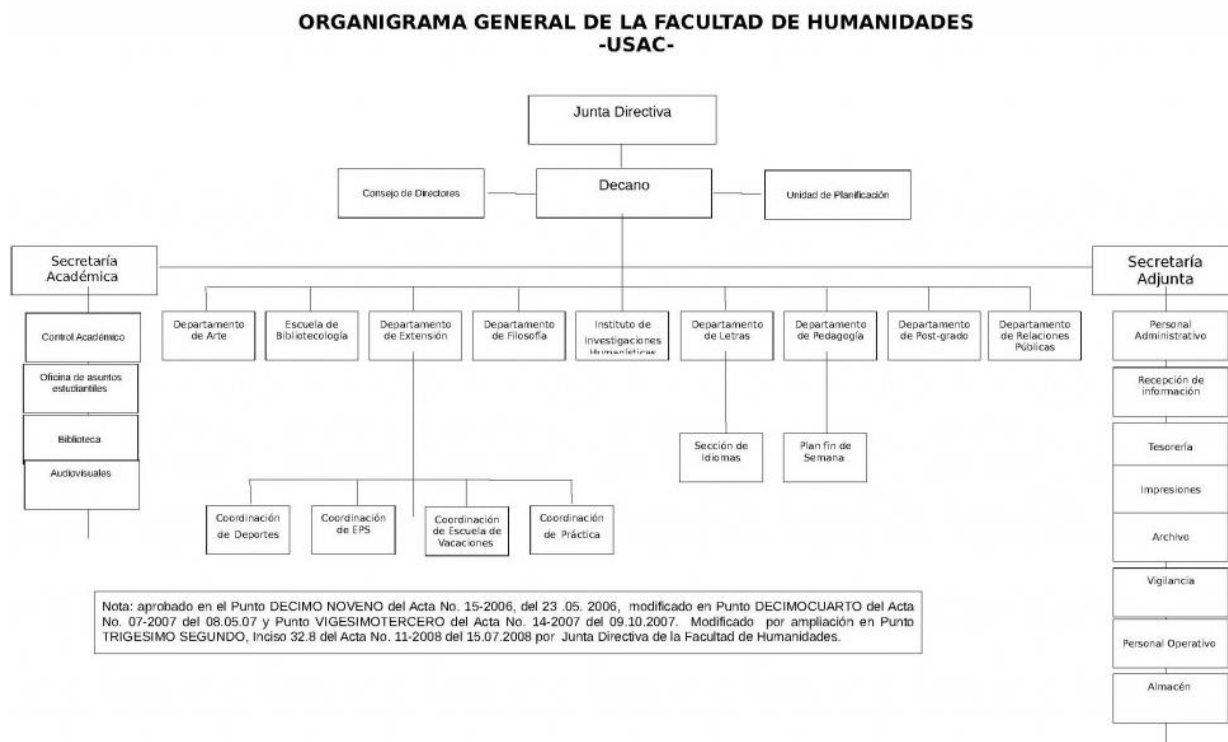 ORGANIGRAMA GENERAL DE LA FACULTAD DE HUMANIDADES
-USAC-
Junta Directiva
Consejo de Directores
Decano
Unidad de Planificación
Secretaría
Académica
Secretaría
Adjunta
Control Académico
Oficina de asuntos
estudiantiles
Biblioteca
Audiovisuales
Departamento
de Arte
Escuela de
Bibliotecología
Departamento
de Extensión
Departamento
de Filosofía
Instituto de
Investigaciones
Humanísticas
Departamento
de Letras
Departamento
de Pedagogía
Departamento
de Post-grado
Departamento
de Relaciones
Públicas
Sección de
Idiomas
Plan fin de
Semana
Coordinación
de Deportes
Coordinación
de EPS
Coordinación
de Escuela de
Vacaciones
Coordinación
de Práctica
Personal
Administrativo
Recepción de
información
Tesorería
Impresiones
Archivo
Vigilancia
Personal Operativo
Almacén
Nota: aprobado en el Punto DECIMO NOVENO del Acta No. 15-2006, del 23 .05. 2006, modificado en Punto DECIMOCUARTO del Acta
No. 07-2007 del 08.05.07 y Punto VIGESIMOTERCERO del Acta No. 14-2007 del 09.10.2007. Modificado por ampliación en Punto
TRIGESIMO SEGUNDO, Inciso 32.8 del Acta No. 11-2008 del 15.07.2008 por Junta Directiva de la Facultad de Humanidades.